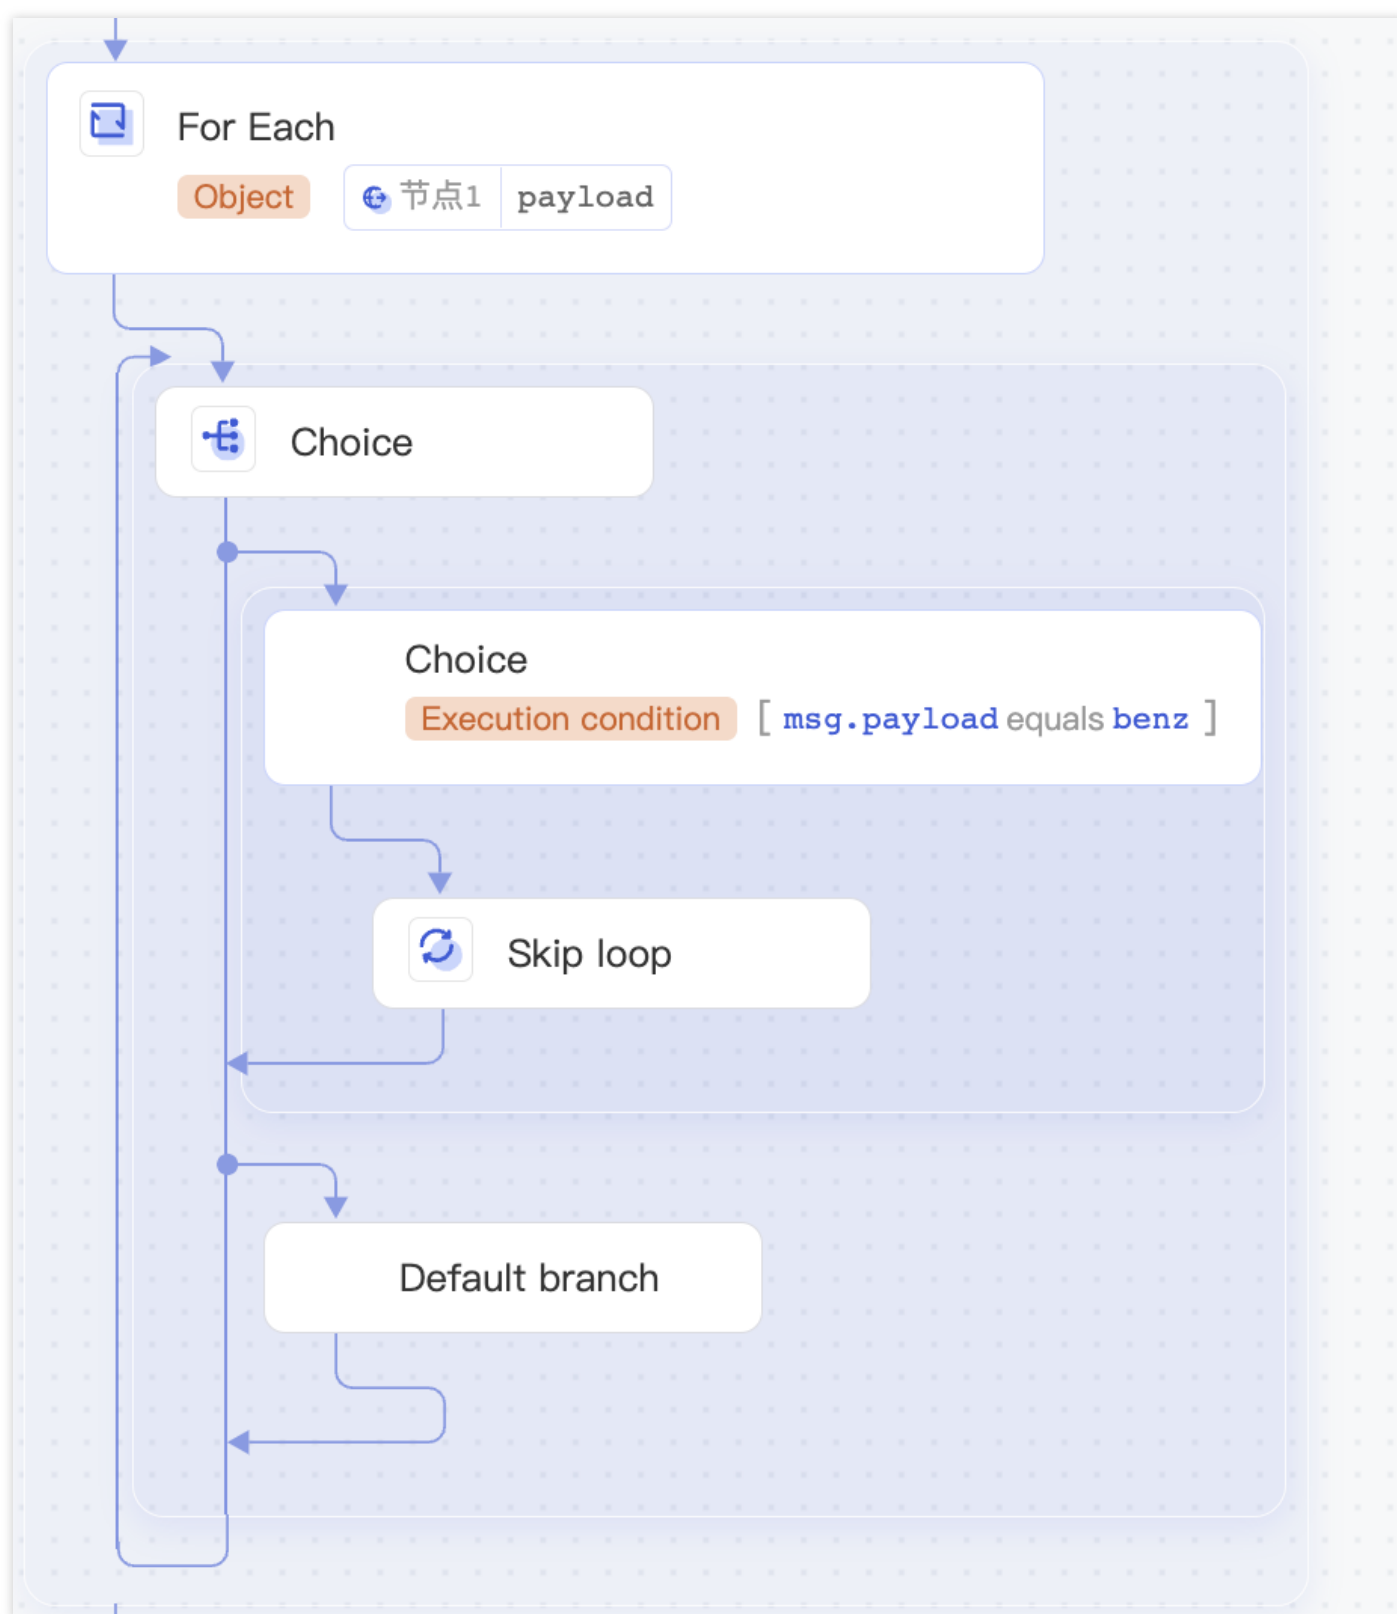 For Each
Object 节点1 payload
Choice
Choice
Execution condition [ msg.payload equals benz ]
Skip loop
Default branch